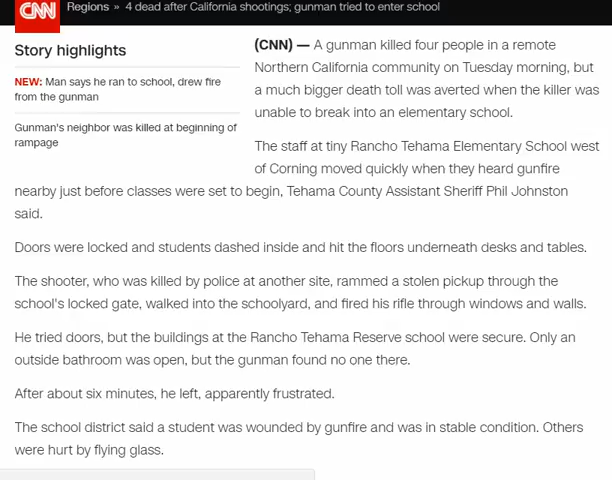 CNN Regions » 4 dead after California shootings; gunman tried to enter school
Story highlights
NEW: Man says he ran to school, drew fire
from the gunman
Gunman's neighbor was killed at beginning of
rampage
(CNN) — A gunman killed four people in a remote
Northern California community on Tuesday morning, but
a much bigger death toll was averted when the killer was
unable to break into an elementary school.
The staff at tiny Rancho Tehama Elementary School west
of Corning moved quickly when they heard gunfire
nearby just before classes were set to begin, Tehama County Assistant Sheriff Phil Johnston
said.
Doors were locked and students dashed inside and hit the floors underneath desks and tables.
The shooter, who was killed by police at another site, rammed a stolen pickup through the
school's locked gate, walked into the schoolyard, and fired his rifle through windows and walls.
He tried doors, but the buildings at the Rancho Tehama Reserve school were secure. Only an
outside bathroom was open, but the gunman found no one there.
After about six minutes, he left, apparently frustrated.
The school district said a student was wounded by gunfire and was in stable condition. Others
were hurt by flying glass.